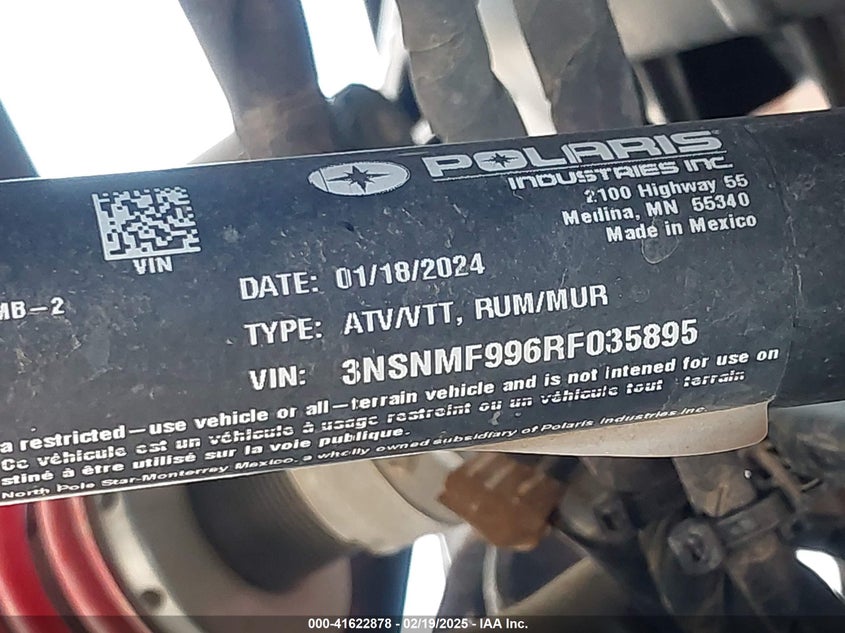 POLARIS
INDUSTRIES INC.
2100 Highway 55
Medina, MN 55340
Made in Mexico
VIN
MB-2
DATE: 01/18/2024
TYPE: ATV/VTT, RUM/MUR
VIN: 3NSNMF996RF035895
a restricted-use vehicle or all-terrain vehicle and is not intened for use on
Ce véhicule est un véhicule à usage restreint ou un véhicule tout terrain
stiné à être utilisé sur la voie publique.
North Pole Star-Monterrey Mexico, a wholly owned subsidiary of Polaris Industries Inc.
000-41622878 - 02/19/2025 - IAA Inc.